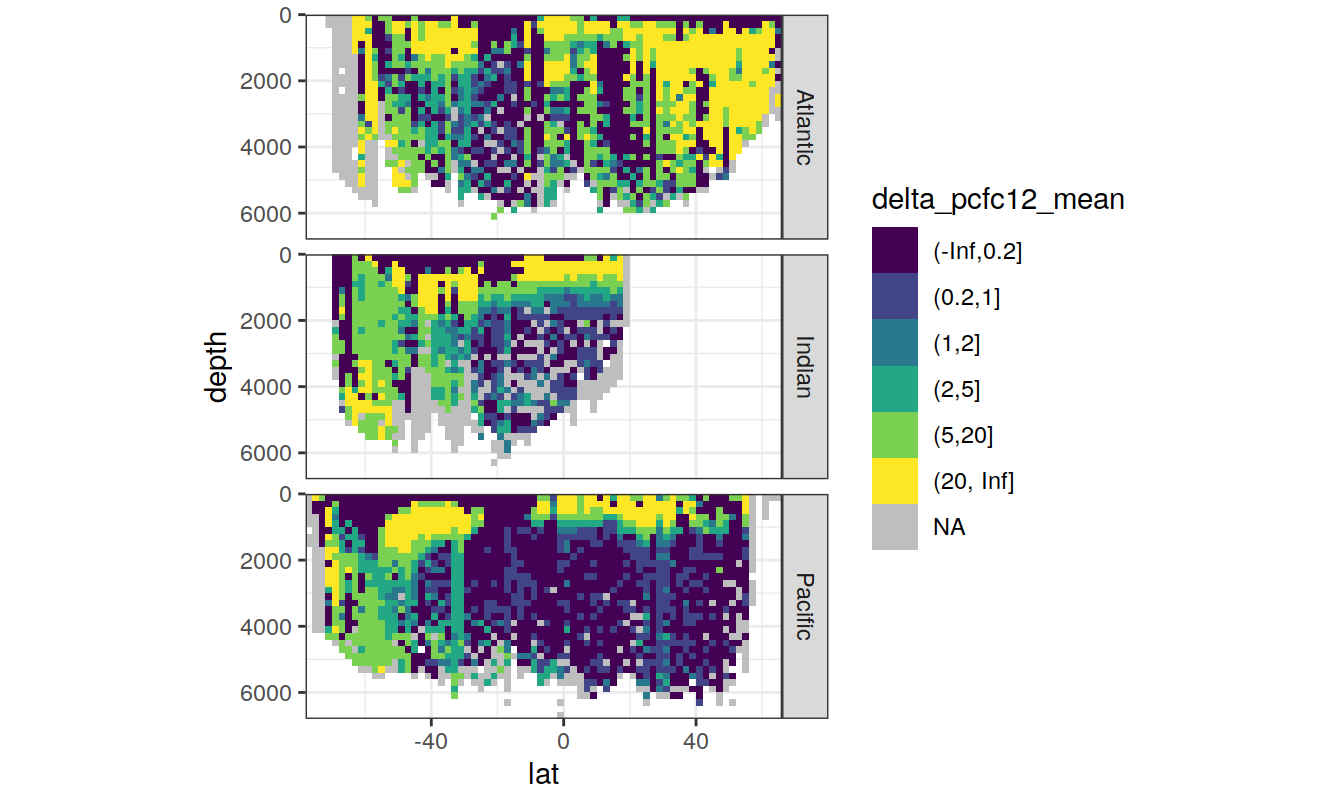 0
2000
4000
6000
Atlantic
0
2000
4000
6000
Indian
0
2000
4000
6000
Pacific
depth
-40
0
40
lat
delta_pcfc12_mean
(-Inf,0.2]
(0.2,1]
(1,2]
(2,5]
(5,20]
(20, Inf]
NA